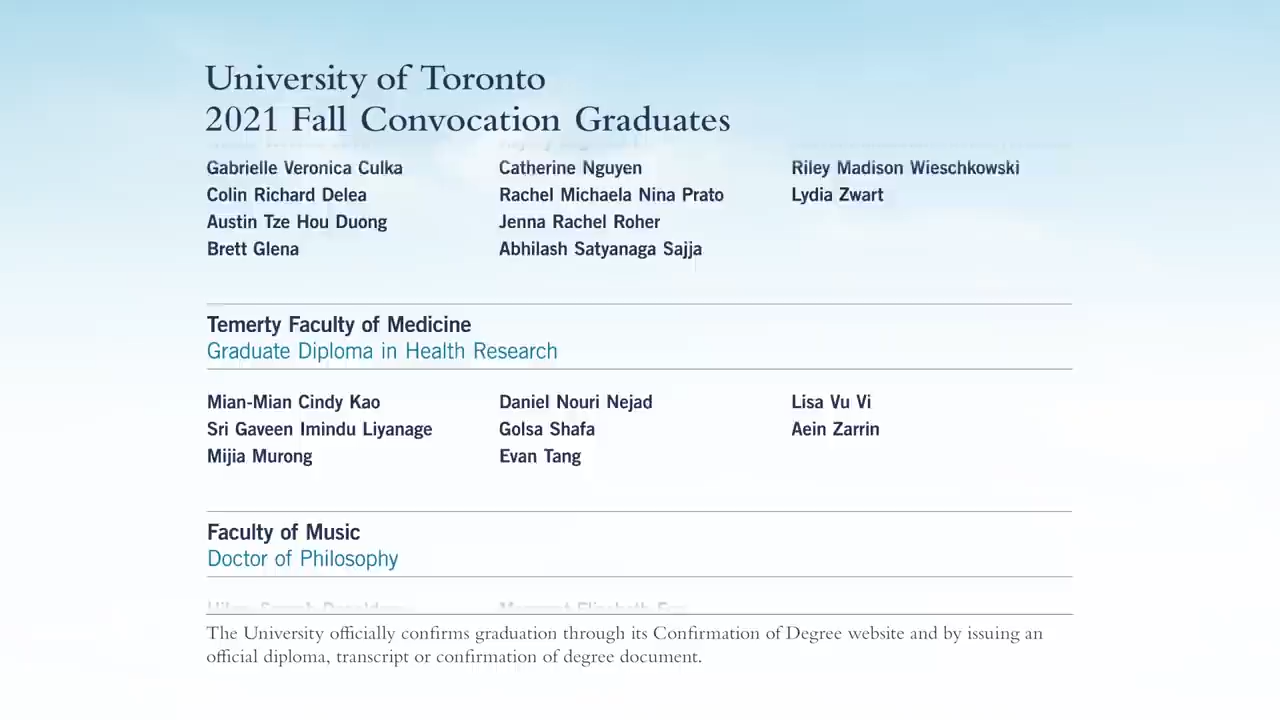 University of Toronto
2021 Fall Convocation Graduates
Gabrielle Veronica Culka
Colin Richard Delea
Austin Tze Hou Duong
Brett Glena
Catherine Nguyen
Rachel Michaela Nina Prato
Jenna Rachel Roher
Abhilash Satyanaga Sajja
Riley Madison Wieschkowski
Lydia Zwart
Temerty Faculty of Medicine
Graduate Diploma in Health Research
Mian-Mian Cindy Kao
Sri Gaveen Imindu Liyanage
Mijia Murong
Daniel Nouri Nejad
Golsa Shafa
Evan Tang
Lisa Vu Vi
Aein Zarrin
Faculty of Music
Doctor of Philosophy
The University officially confirms graduation through its Confirmation of Degree website and by issuing an
official diploma, transcript or confirmation of degree document.